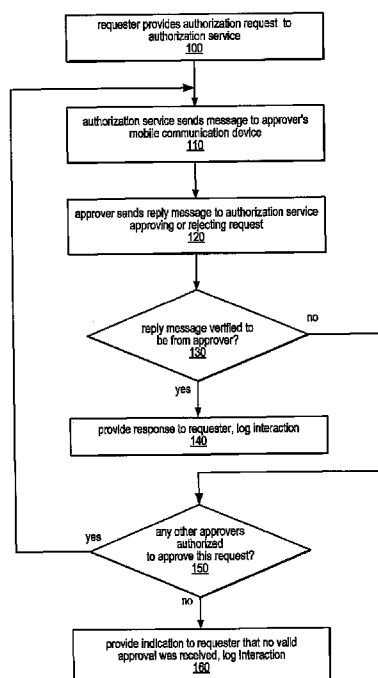 requester provides authorization request to
authorization service
100
authorization service sends message to approver's
mobile communication device
110
approver sends reply message to authorization service
approving or rejecting request
120
reply message verified to
be from approver?
130
no
yes
provide response to requester, log interaction
140
any other approvers
authorized
to approve this request?
150
yes
no
provide indication to requester that no valid
approval was received, log interaction
160